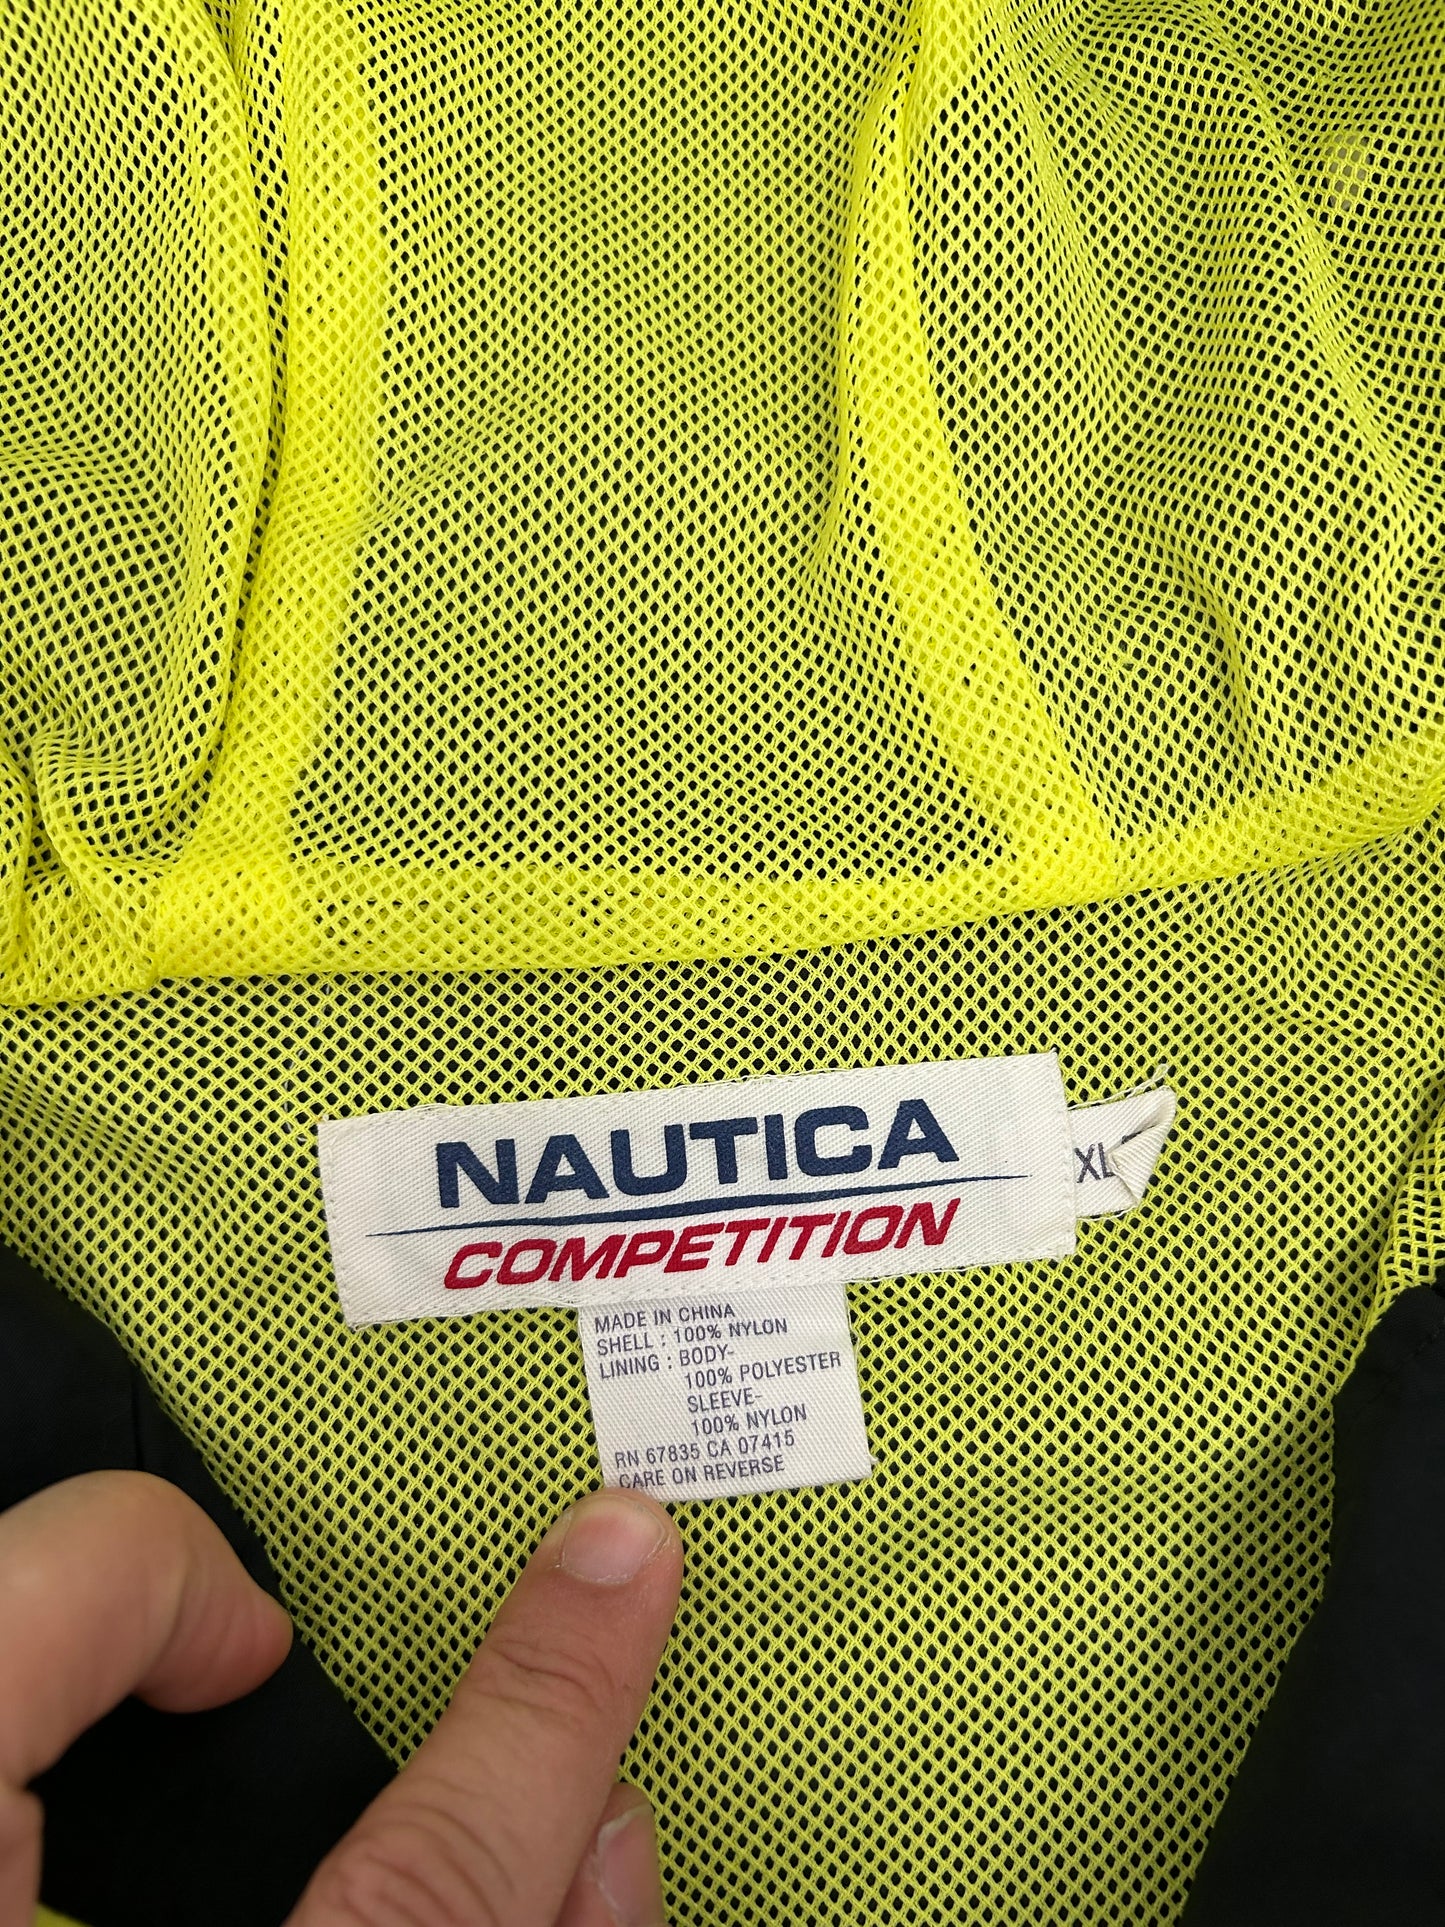 NAUTICA
COMPETITION
XL
MADE IN CHINA
SHELL : 100% NYLON
LINING : BODY-
100% POLYESTER
SLEEVE-
100% NYLON
RN 67835 CA 07415
CARE ON REVERSE